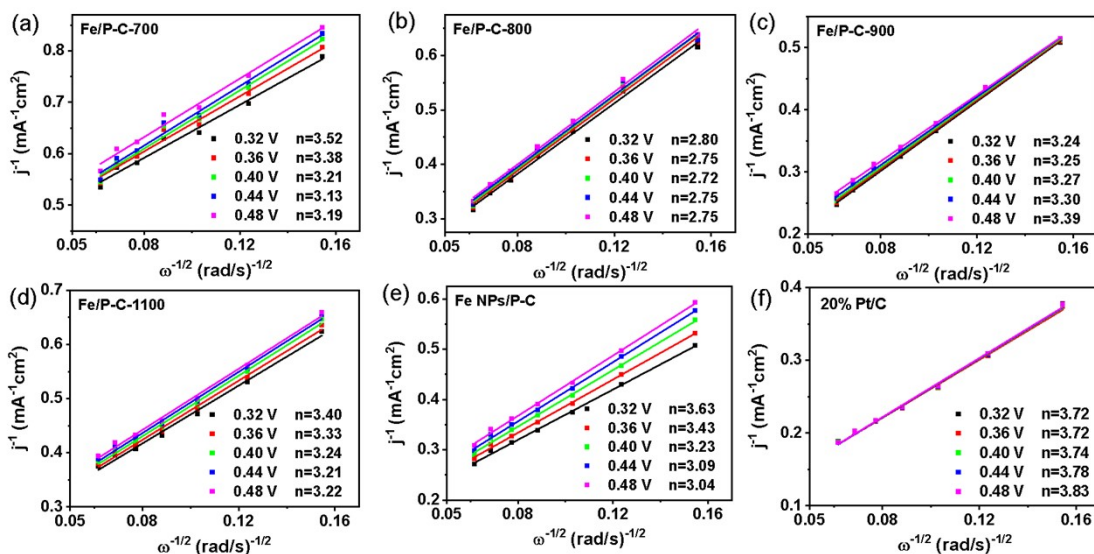 (a)
Fe/P-C-700
j⁻¹ (mA⁻¹cm²)
0.8
0.7
0.6
0.5
0.32 V n=3.52
0.36 V n=3.38
0.40 V n=3.21
0.44 V n=3.13
0.48 V n=3.19
0.05 0.08 0.12 0.16
ω⁻¹/² (rad/s)⁻¹/²
(b)
Fe/P-C-800
j⁻¹ (mA⁻¹cm²)
0.6
0.5
0.4
0.3
0.32 V n=2.80
0.36 V n=2.75
0.40 V n=2.72
0.44 V n=2.75
0.48 V n=2.75
0.05 0.08 0.12 0.16
ω⁻¹/² (rad/s)⁻¹/²
(c)
Fe/P-C-900
j⁻¹ (mA⁻¹cm²)
0.5
0.4
0.3
0.2
0.32 V n=3.24
0.36 V n=3.25
0.40 V n=3.27
0.44 V n=3.30
0.48 V n=3.39
0.05 0.08 0.12 0.16
ω⁻¹/² (rad/s)⁻¹/²
(d)
Fe/P-C-1100
j⁻¹ (mA⁻¹cm²)
0.7
0.6
0.5
0.4
0.3
0.32 V n=3.40
0.36 V n=3.33
0.40 V n=3.24
0.44 V n=3.21
0.48 V n=3.22
0.05 0.08 0.12 0.16
ω⁻¹/² (rad/s)⁻¹/²
(e)
Fe NPs/P-C
j⁻¹ (mA⁻¹cm²)
0.6
0.5
0.4
0.3
0.2
0.32 V n=3.63
0.36 V n=3.43
0.40 V n=3.23
0.44 V n=3.09
0.48 V n=3.04
0.05 0.08 0.12 0.16
ω⁻¹/² (rad/s)⁻¹/²
(f)
20% Pt/C
j⁻¹ (mA⁻¹cm²)
0.4
0.3
0.2
0.1
0.32 V n=3.72
0.36 V n=3.72
0.40 V n=3.74
0.44 V n=3.78
0.48 V n=3.83
0.05 0.08 0.12 0.16
ω⁻¹/² (rad/s)⁻¹/²